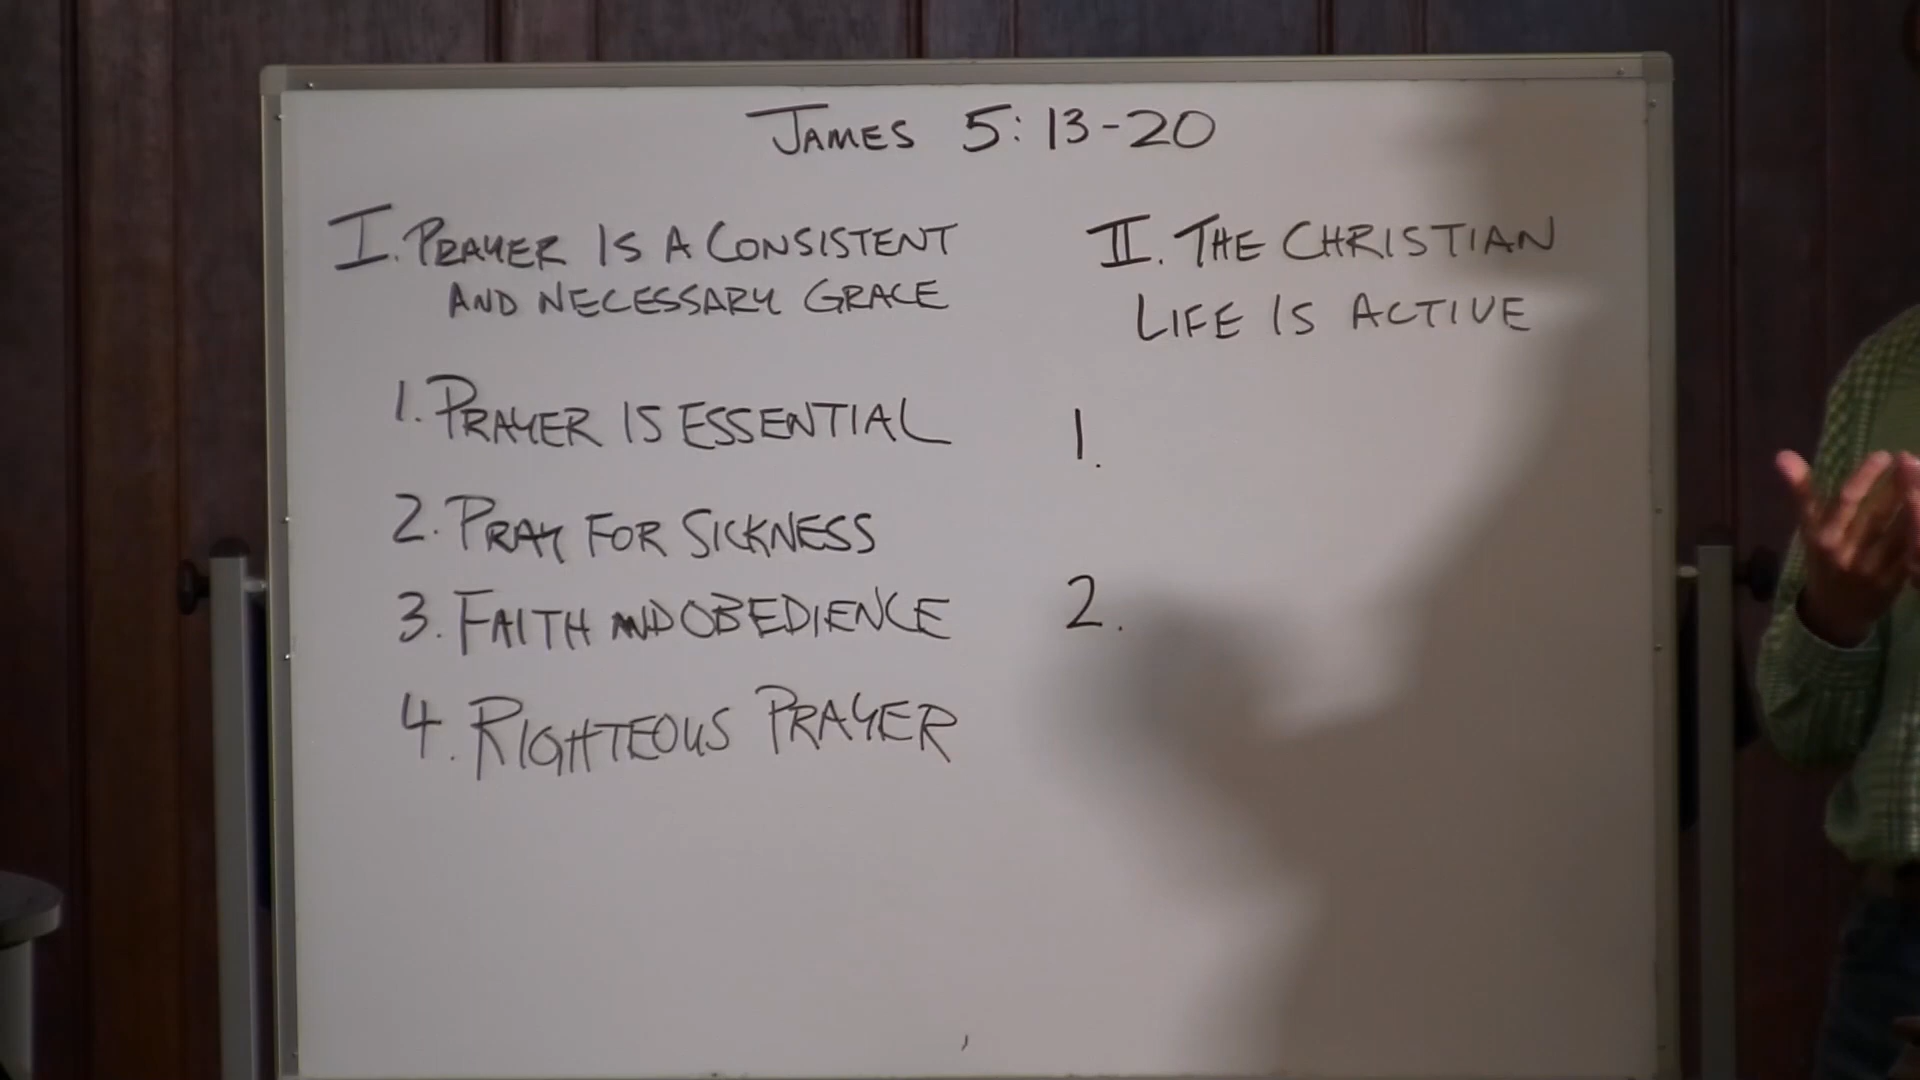 JAMES 5:13-20
I. PRAYER IS A CONSISTENT
AND NECESSARY GRACE
1. PRAYER IS ESSENTIAL
2. PRAY FOR SICKNESS
3. FAITH AND OBEDIENCE
4. RIGHTEOUS PRAYER
II. THE CHRISTIAN
LIFE IS ACTIVE
1.
2.